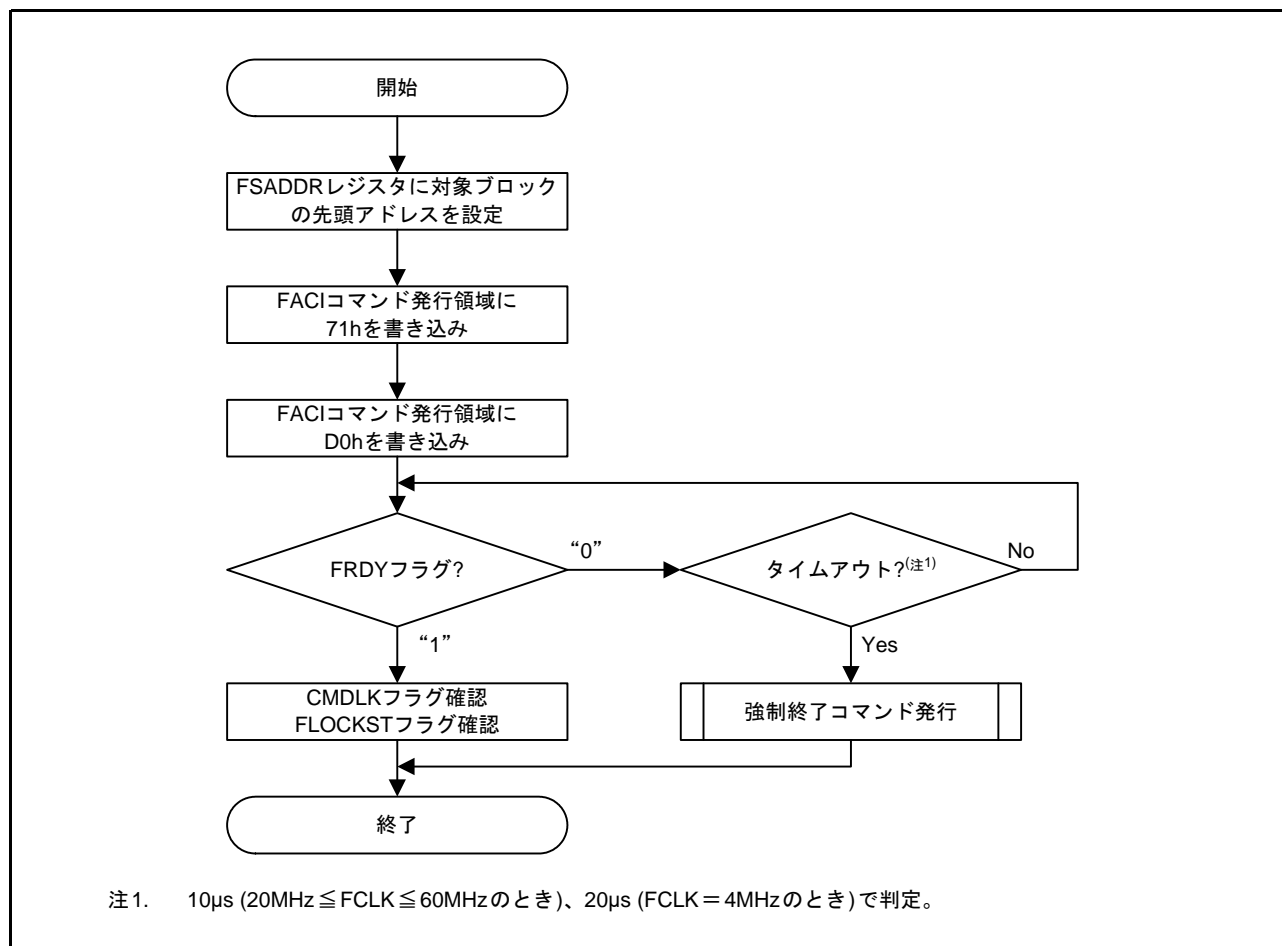 開始
FSADDRレジスタに対象ブロック
の先頭アドレスを設定
FACIコマンド発行領域に
71hを書き込み
FACIコマンド発行領域に
D0hを書き込み
FRDYフラグ?
“0”
タイムアウト?(注1)
No
“1”
Yes
CMDLKフラグ確認
FLOCKSTフラグ確認
強制終了コマンド発行
終了
注1. 10μs (20MHz≦FCLK≦60MHzのとき)、20μs (FCLK=4MHzのとき)で判定。